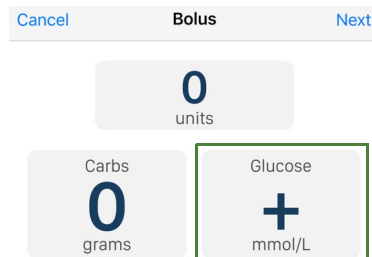 Cancel Bolus Next
0
units
Carbs Glucose
0 +
grams mmol/L